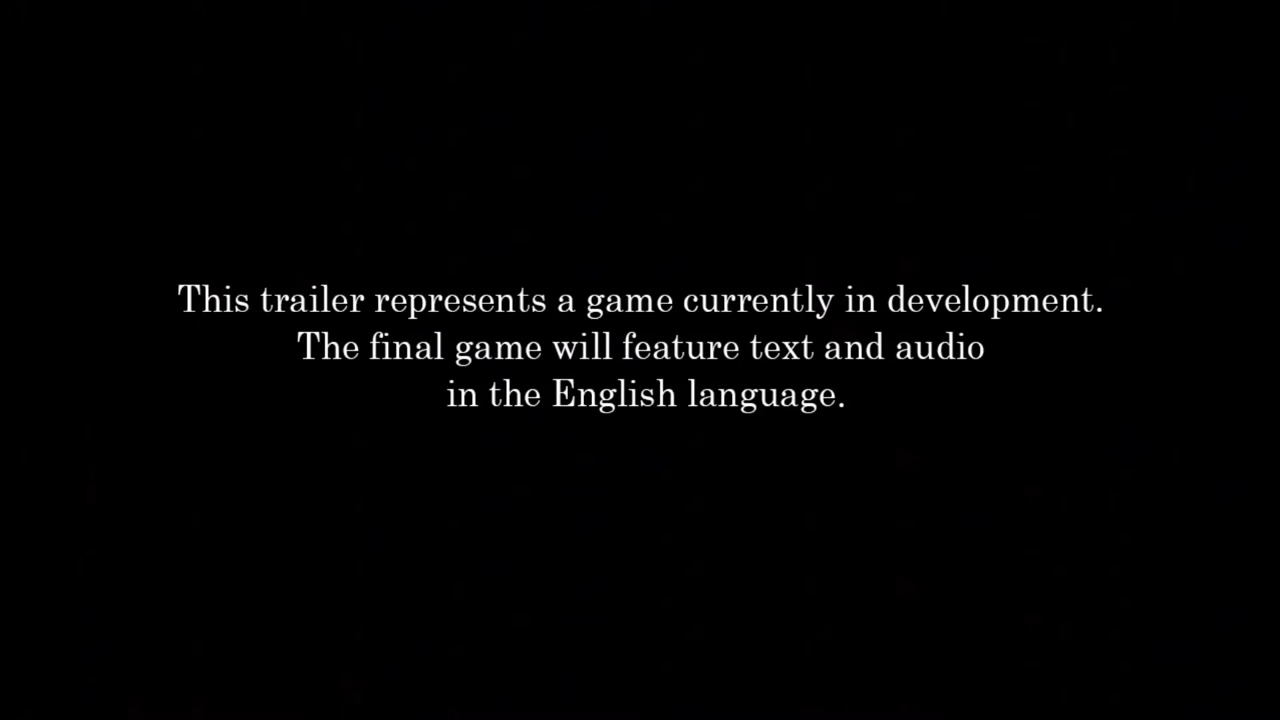 This trailer represents a game currently in development.
The final game will feature text and audio
in the English language.